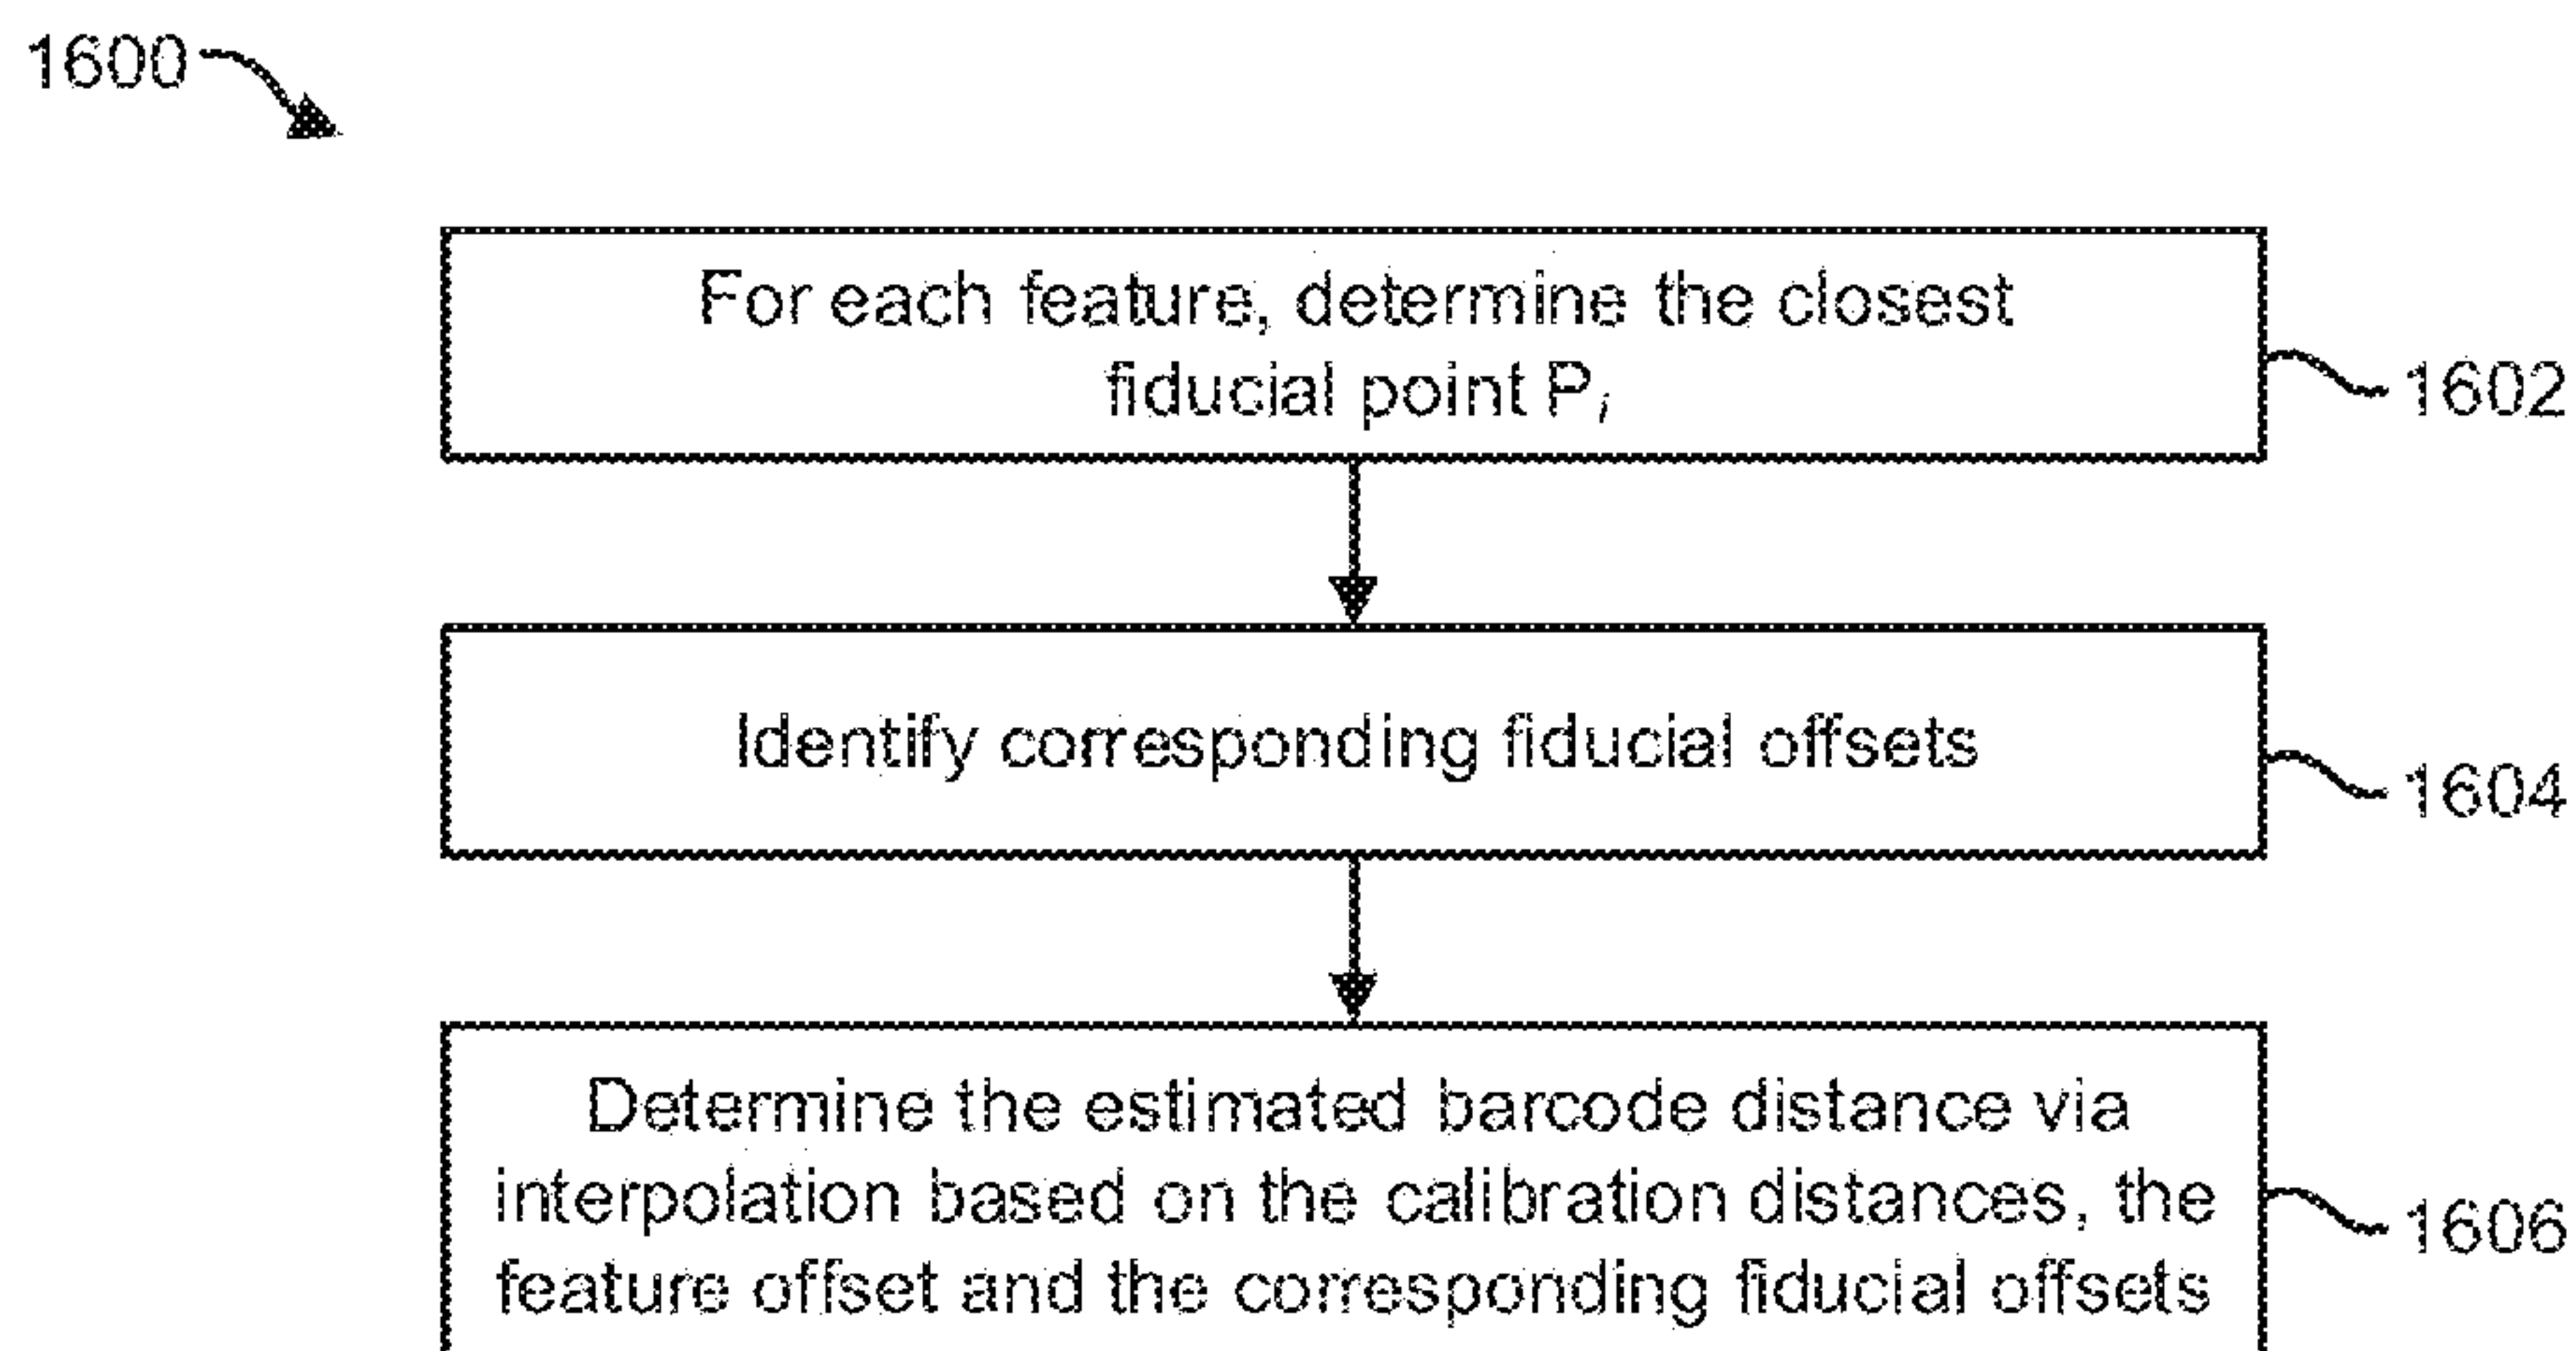 1600
For each feature, determine the closest
fiducial point Pᵢ
1602
Identify corresponding fiducial offsets
1604
Determine the estimated barcode distance via
interpolation based on the calibration distances, the
feature offset and the corresponding fiducial offsets
1606